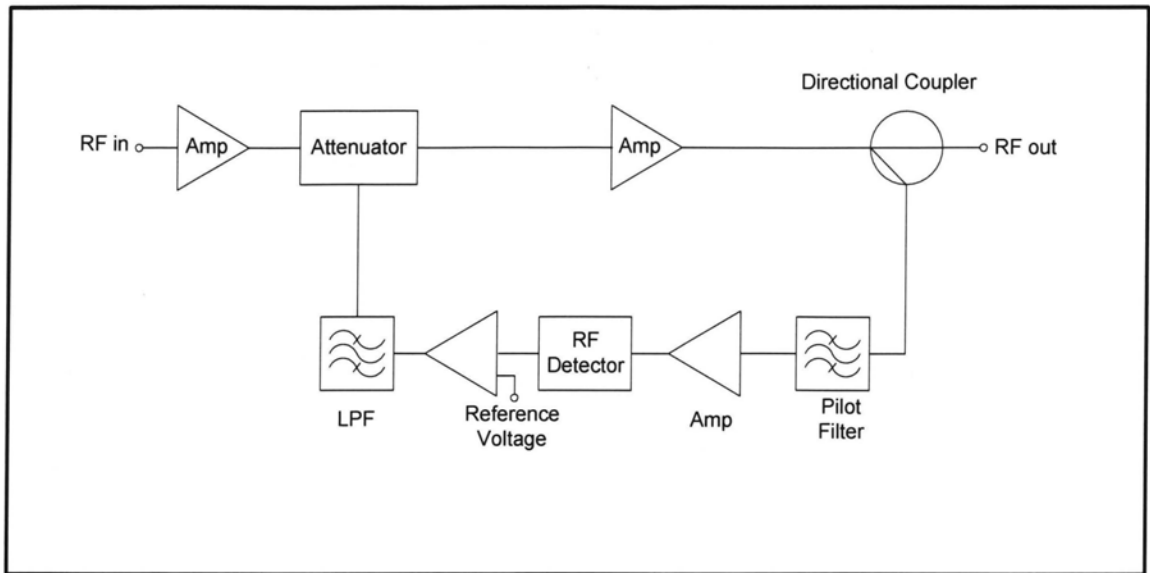 Directional Coupler
RF in
Amp
Attenuator
Amp
RF out
RF
Detector
LPF
Reference
Voltage
Amp
Pilot
Filter